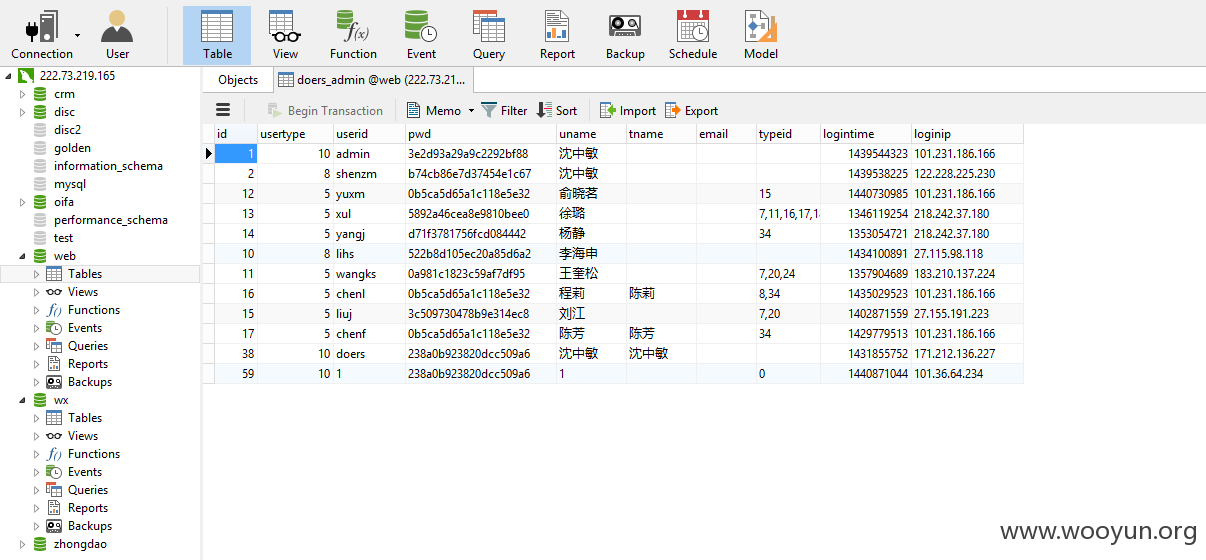 Connection User Table View Function Event Query Report Backup Schedule Model
222.73.219.165
crm
disc
disc2
golden
information_schema
mysql
oifa
performance_schema
test
web
Tables
Views
Functions
Events
Queries
Reports
Backups
wx
Tables
Views
Functions
Events
Queries
Reports
Backups
zhongdao
Objects doers_admin @web (222.73.21...
Begin Transaction Memo Filter Sort Import Export
id usertype userid pwd uname tname email typeid logintime loginip
1 10 admin 3e2d93a29a9c2292bf88 沈中敏 1439544323 101.231.186.166
2 8 shenzm b74cb86e7d37454e1c67 沈中敏 1439538225 122.228.225.230
12 5 yuxm 0b5ca5d65a1c118e5e32 俞晓茗 15 1440730985 101.231.186.166
13 5 xul 5892a46cea8e9810bee0 徐璐 7,11,16,17,1 1346119254 218.242.37.180
14 5 yangj d71f3781756fcd084442 杨静 34 1353054721 218.242.37.180
10 8 lihs 522b8d105ec20a85d6a2 李海申 1434100891 27.115.98.118
11 5 wangks 0a981c1823c59af7df95 王奎松 7,20,24 1357904689 183.210.137.224
16 5 chenl 0b5ca5d65a1c118e5e32 程莉 陈莉 8,34 1435029523 101.231.186.166
15 5 liuj 3c509730478b9e314ec8 刘江 7,20 1402871559 27.155.191.223
17 5 chenf 0b5ca5d65a1c118e5e32 陈芳 陈芳 34 1429779513 101.231.186.166
38 10 doers 238a0b923820dcc509a6 沈中敏 沈中敏 1431855752 171.212.136.227
59 10 1 238a0b923820dcc509a6 1 0 1440871044 101.36.64.234
www.wooyun.org